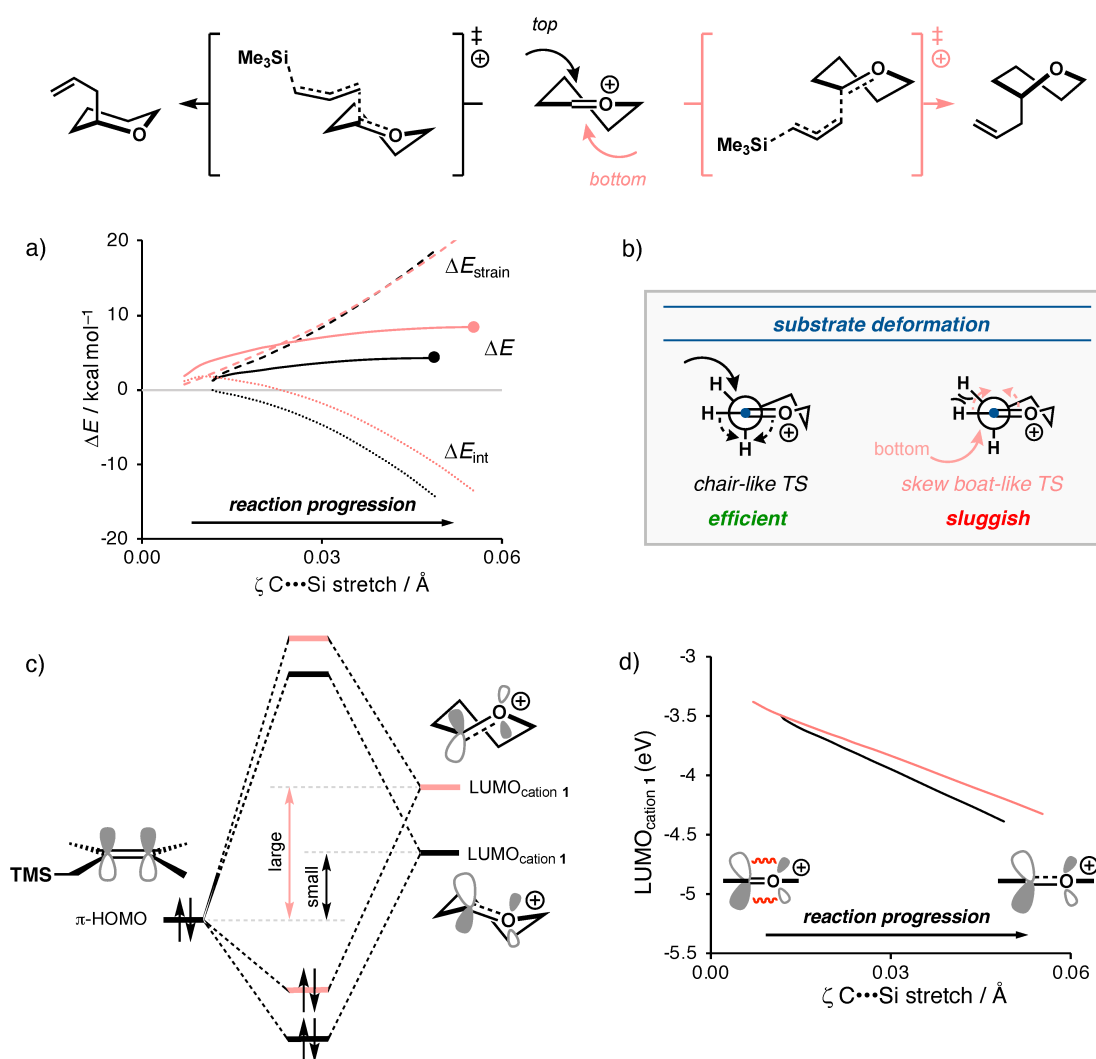 top
‡
⊕
Me3Si
O
O
⊕
O
bottom
O
Me3Si
‡
⊕
O
a)
20
10
0
-10
-20
ΔE / kcal mol–1
ΔEstrain
ΔE
ΔEint
reaction progression
0.00
0.03
0.06
ζ C•••Si stretch / Å
b)
substrate deformation
H
H
H
O
⊕
chair-like TS
efficient
H
H
H
O
⊕
bottom
skew boat-like TS
sluggish
c)
TMS
π-HOMO
large
small
O
⊕
LUMOcation 1
LUMOcation 1
O
⊕
d)
-3
-3.5
-4
-4.5
-5
-5.5
LUMOcation 1 (eV)
O
⊕
O
⊕
reaction progression
0.00
0.03
0.06
ζ C•••Si stretch / Å